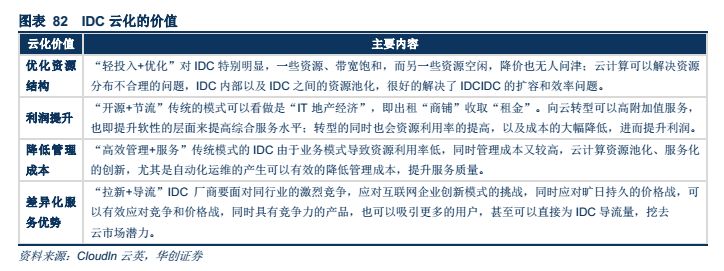 图表 82 IDC 云化的价值
云化价值 主要内容
优化资源 “轻投入+优化”对 IDC 特别明显，一些资源、带宽饱和，而另一些资源空闲，降价也无人问津；云计算可以解决资源
结构 分布不合理的问题，IDC 内部以及 IDC 之间的资源池化，很好的解决了 IDCIDC 的扩容和效率问题。
利润提升 “开源+节流”传统的模式可以看做是“IT 地产经济”，即出租“商铺”收取“租金”。向云转型可以高附加值服务，
也即提升软性的层面来提高综合服务水平；转型的同时也会资源利用率的提高，以及成本的大幅降低，进而提升利润。
降低管理 “高效管理+服务”传统模式的 IDC 由于业务模式导致资源利用率低，同时管理成本又较高，云计算资源池化、服务化
成本 的创新，尤其是自动化运维的产生可以有效的降低管理成本，提升服务质量。
差异化服 “拉新+导流”IDC 厂商要面对同行业的激烈竞争，应对互联网企业创新模式的挑战，同时应对旷日持久的价格战，可
务优势 以有效应对竞争和价格战，同时具有竞争力的产品，也可以吸引更多的用户，甚至可以直接为 IDC 导流量，挖去
云市场潜力。
资料来源：CloudIn 云英，华创证券